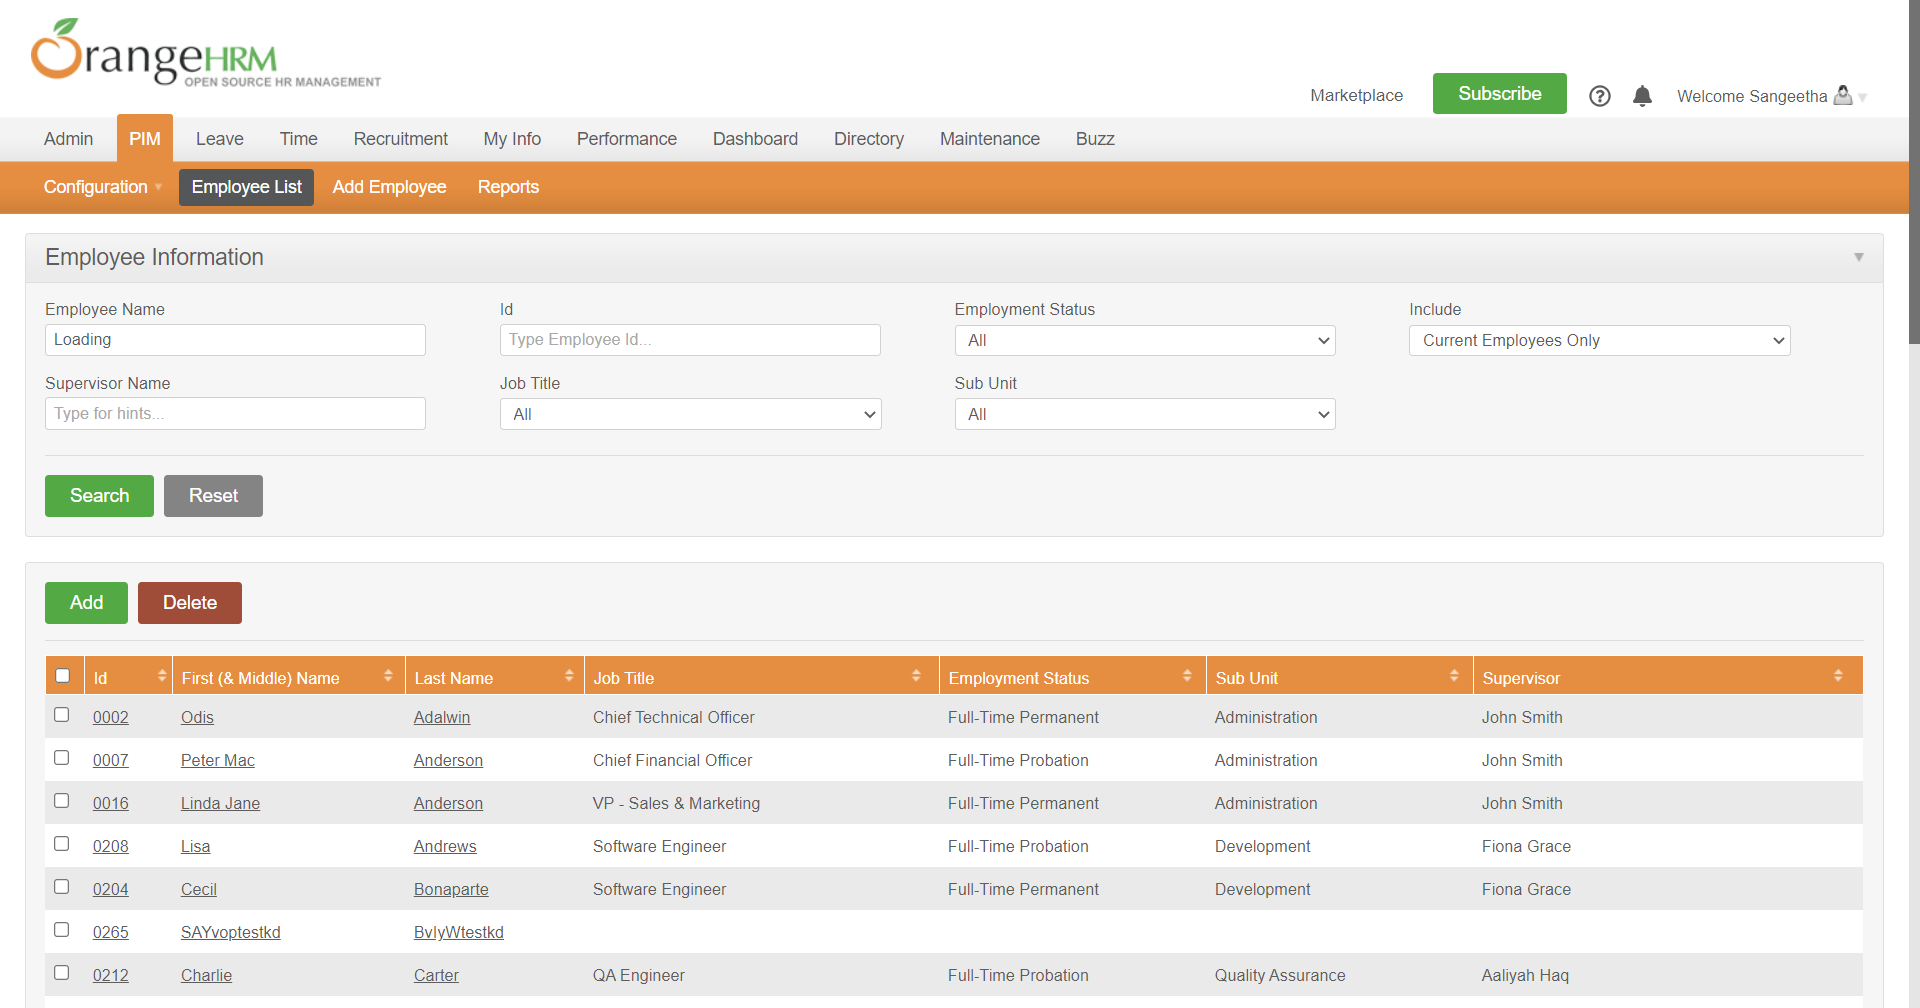 OrangeHRM
OPEN SOURCE HR MANAGEMENT
Marketplace Subscribe Welcome Sangeetha
Admin PIM Leave Time Recruitment My Info Performance Dashboard Directory Maintenance Buzz
Configuration Employee List Add Employee Reports
Employee Information
Employee Name Id Employment Status Include
Loading Type Employee Id... All Current Employees Only
Supervisor Name Job Title Sub Unit
Type for hints... All All
Search Reset
Add Delete
Id First (& Middle) Name Last Name Job Title Employment Status Sub Unit Supervisor
0002 Odis Adalwin Chief Technical Officer Full-Time Permanent Administration John Smith
0007 Peter Mac Anderson Chief Financial Officer Full-Time Probation Administration John Smith
0016 Linda Jane Anderson VP - Sales & Marketing Full-Time Permanent Administration John Smith
0208 Lisa Andrews Software Engineer Full-Time Probation Development Fiona Grace
0204 Cecil Bonaparte Software Engineer Full-Time Permanent Development Fiona Grace
0265 SAYvoptestkd BvlyWtestkd
0212 Charlie Carter QA Engineer Full-Time Probation Quality Assurance Aaliyah Haq